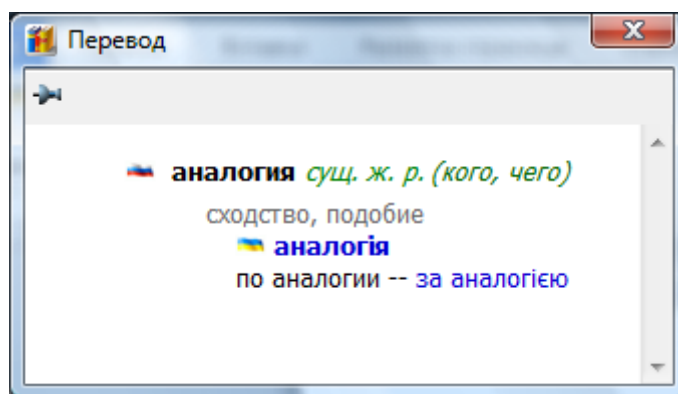 Перевод
аналогия сущ. ж. р. (кого, чего)
сходство, подобие
аналогія
по аналогии -- за аналогією